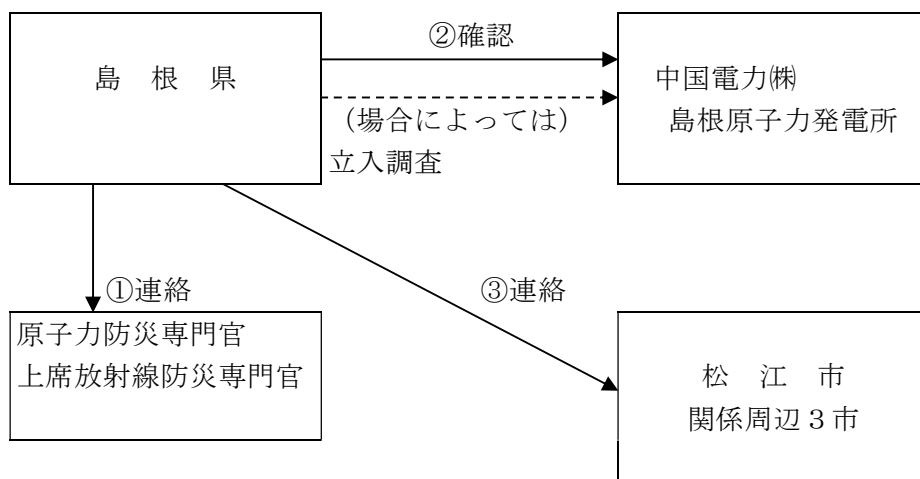 島　根　県
②確認
（場合によっては）
立入調査
中国電力㈱
島根原子力発電所
①連絡
原子力防災専門官
上席放射線防災専門官
③連絡
松　江　市
関係周辺３市